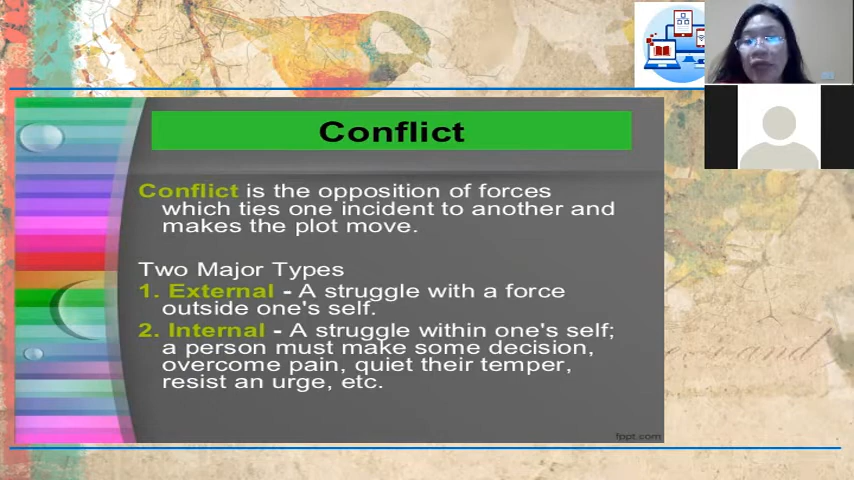 Conflict
Conflict is the opposition of forces
which ties one incident to another and
makes the plot move.
Two Major Types
1. External - A struggle with a force
outside one's self.
2. Internal - A struggle within one's self;
a person must make some decision,
overcome pain, quiet their temper,
resist an urge, etc.
fppt.com